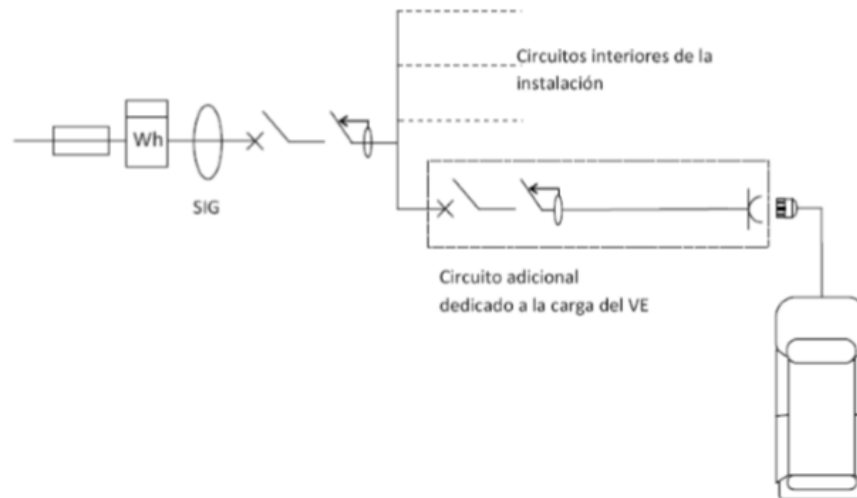 Circuitos interiores de la
instalación
Wh
SIG
Circuito adicional
dedicado a la carga del VE